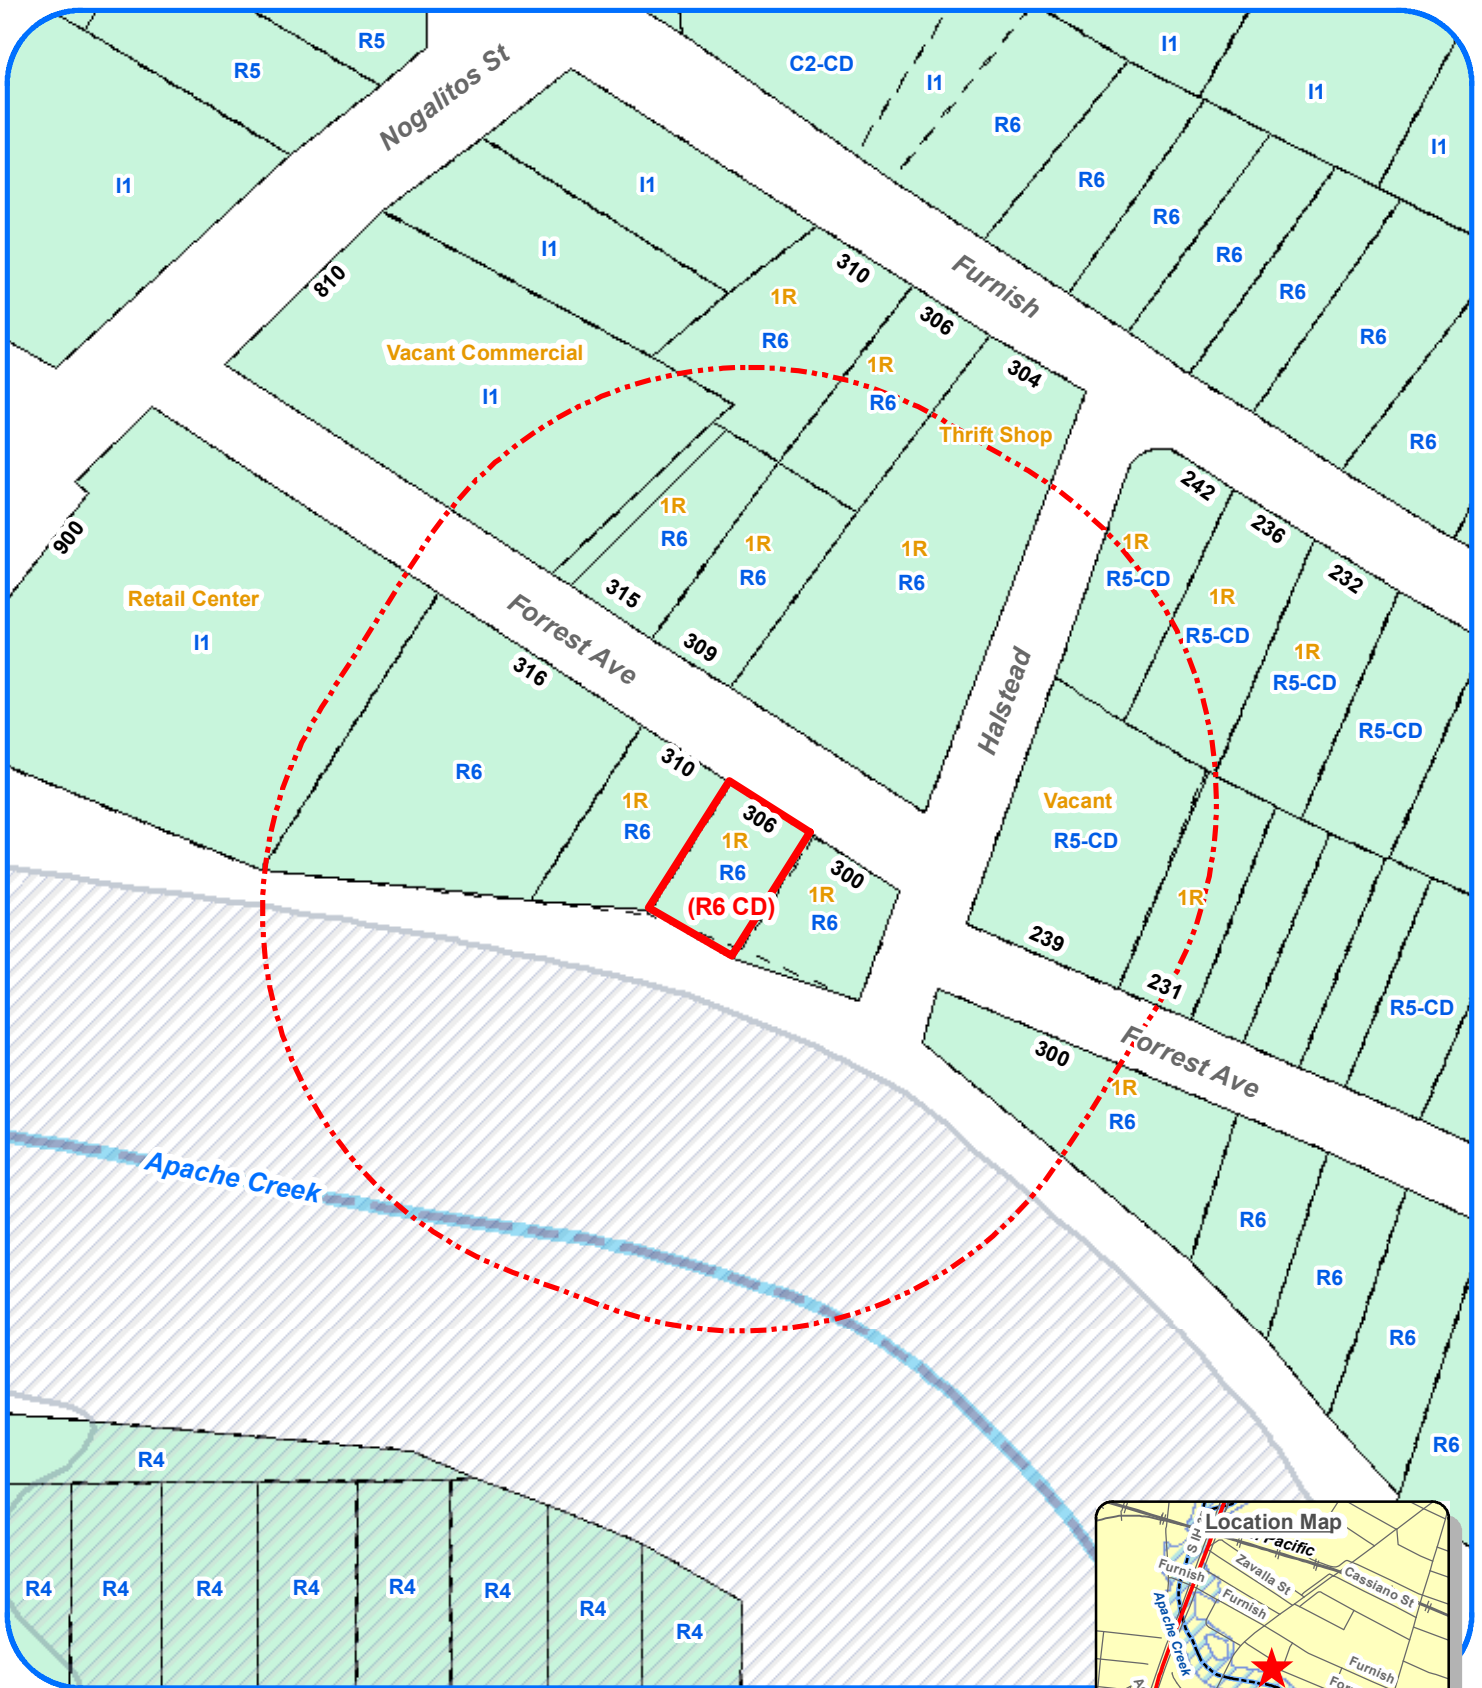 R5
R5
I1
Nogalitos St
C2-CD
I1
I1
I1
I1
R6
R6
R6
R6
R6
R6
R6
I1
I1
810
Vacant Commercial
I1
310
1R
R6
Furnish
306
1R
R6
304
Thrift Shop
900
Retail Center
I1
1R
R6
1R
R6
1R
R6
315
309
Forrest Ave
316
242
236
232
1R
R5-CD
1R
R5-CD
1R
R5-CD
R5-CD
Halstead
R6
310
1R
R6
306
1R
R6
(R6 CD)
300
1R
R6
Vacant
R5-CD
1R
239
231
R5-CD
Forrest Ave
300
1R
R6
R6
R6
R6
R6
Apache Creek
R4
R4
R4
R4
R4
R4
R4
R4
R4
Location Map
Pacific
Zavalla St
Cassiano St
Furnish
Furnish
Apache Creek
Furnish